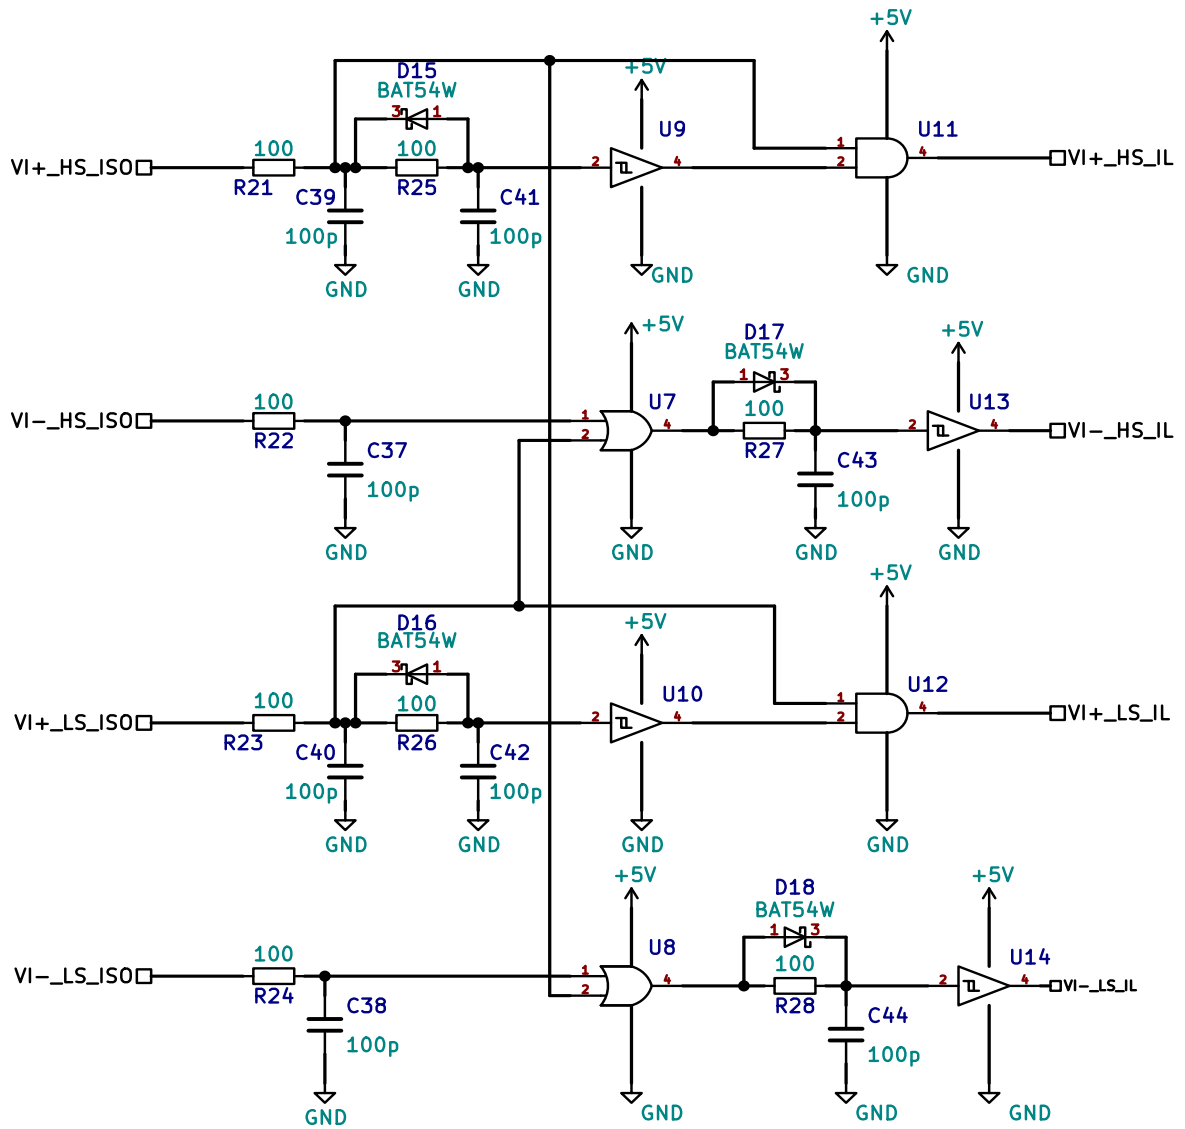 +5V
D15
BAT54W
+5V
3
1
U9
U11
100
1
VI+_HS_ISO
2
4
2
4
VI+_HS_IL
R21
R25
C39
C41
100p
100p
GND
GND
GND
GND
+5V
D17
+5V
BAT54W
1
3
100
U7
100
U13
VI-_HS_ISO
1
2
4
2
4
VI-_HS_IL
R22
R27
C37
C43
100p
100p
GND
GND
GND
GND
+5V
D16
+5V
BAT54W
3
1
U10
U12
100
100
1
VI+_LS_ISO
2
4
2
4
VI+_LS_IL
R23
R26
C40
C42
100p
100p
GND
GND
GND
GND
+5V
D18
+5V
BAT54W
1
3
100
U8
100
U14
VI-_LS_ISO
1
2
4
2
4
VI-_LS_IL
R24
R28
C38
C44
100p
100p
GND
GND
GND
GND
100